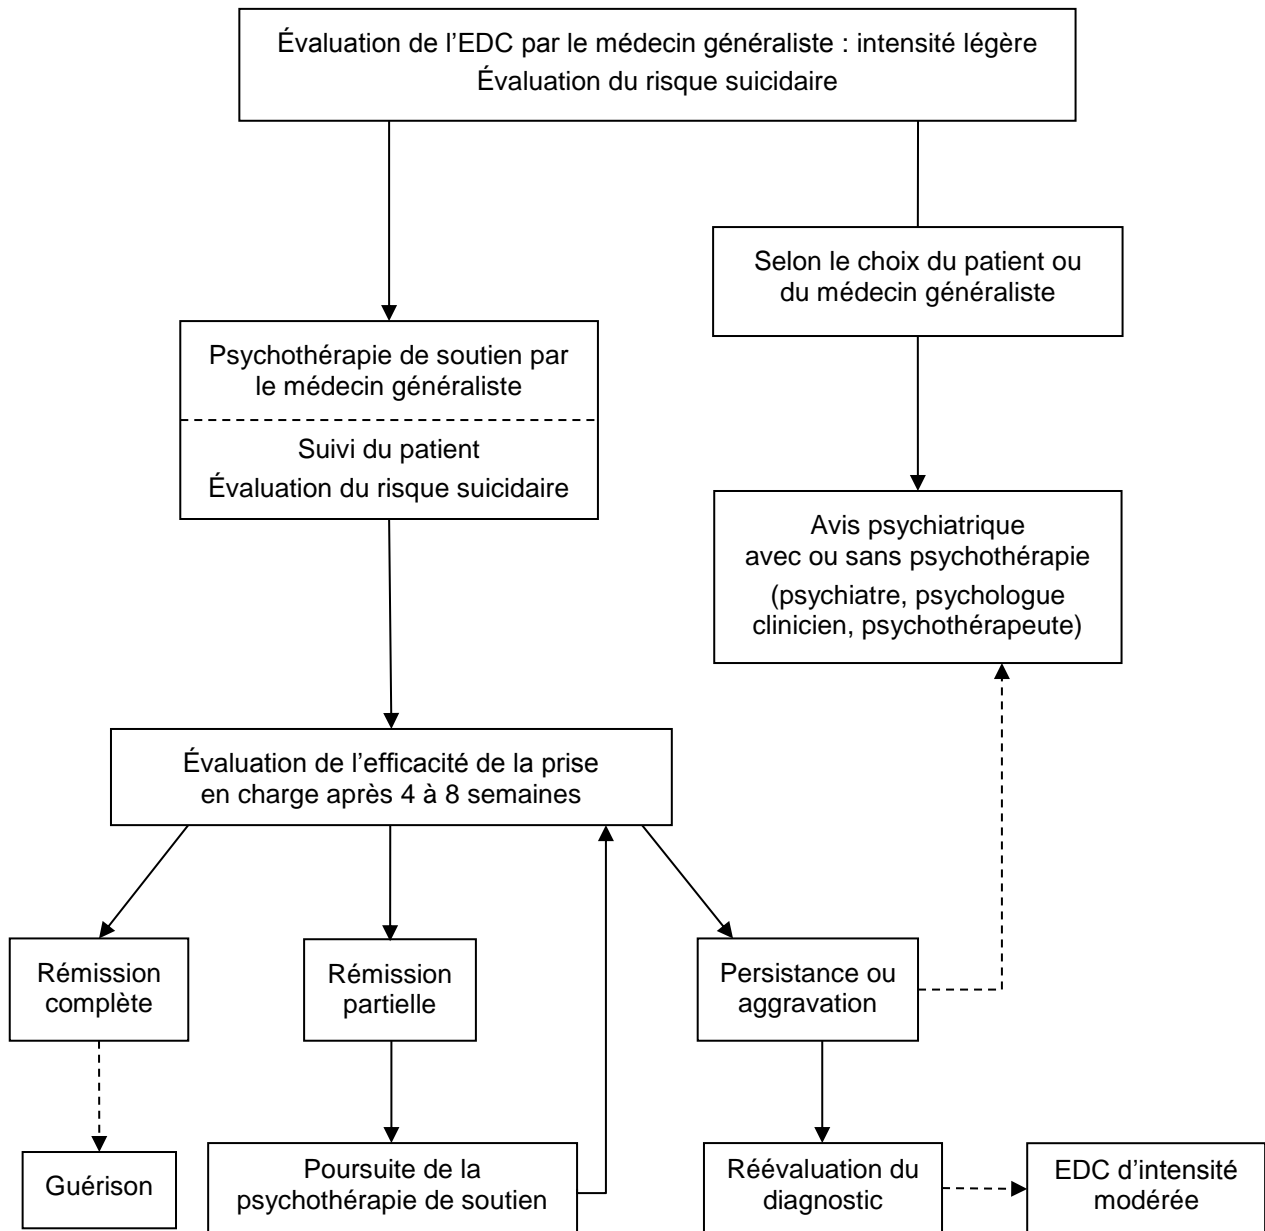 Évaluation de l’EDC par le médecin généraliste : intensité légère
Évaluation du risque suicidaire
Selon le choix du patient ou
du médecin généraliste
Psychothérapie de soutien par
le médecin généraliste
Suivi du patient
Évaluation du risque suicidaire
Avis psychiatrique
avec ou sans psychothérapie
(psychiatre, psychologue
clinicien, psychothérapeute)
Évaluation de l’efficacité de la prise
en charge après 4 à 8 semaines
Rémission
complète
Rémission
partielle
Persistance ou
aggravation
Guérison
Poursuite de la
psychothérapie de soutien
Réévaluation du
diagnostic
EDC d’intensité
modérée